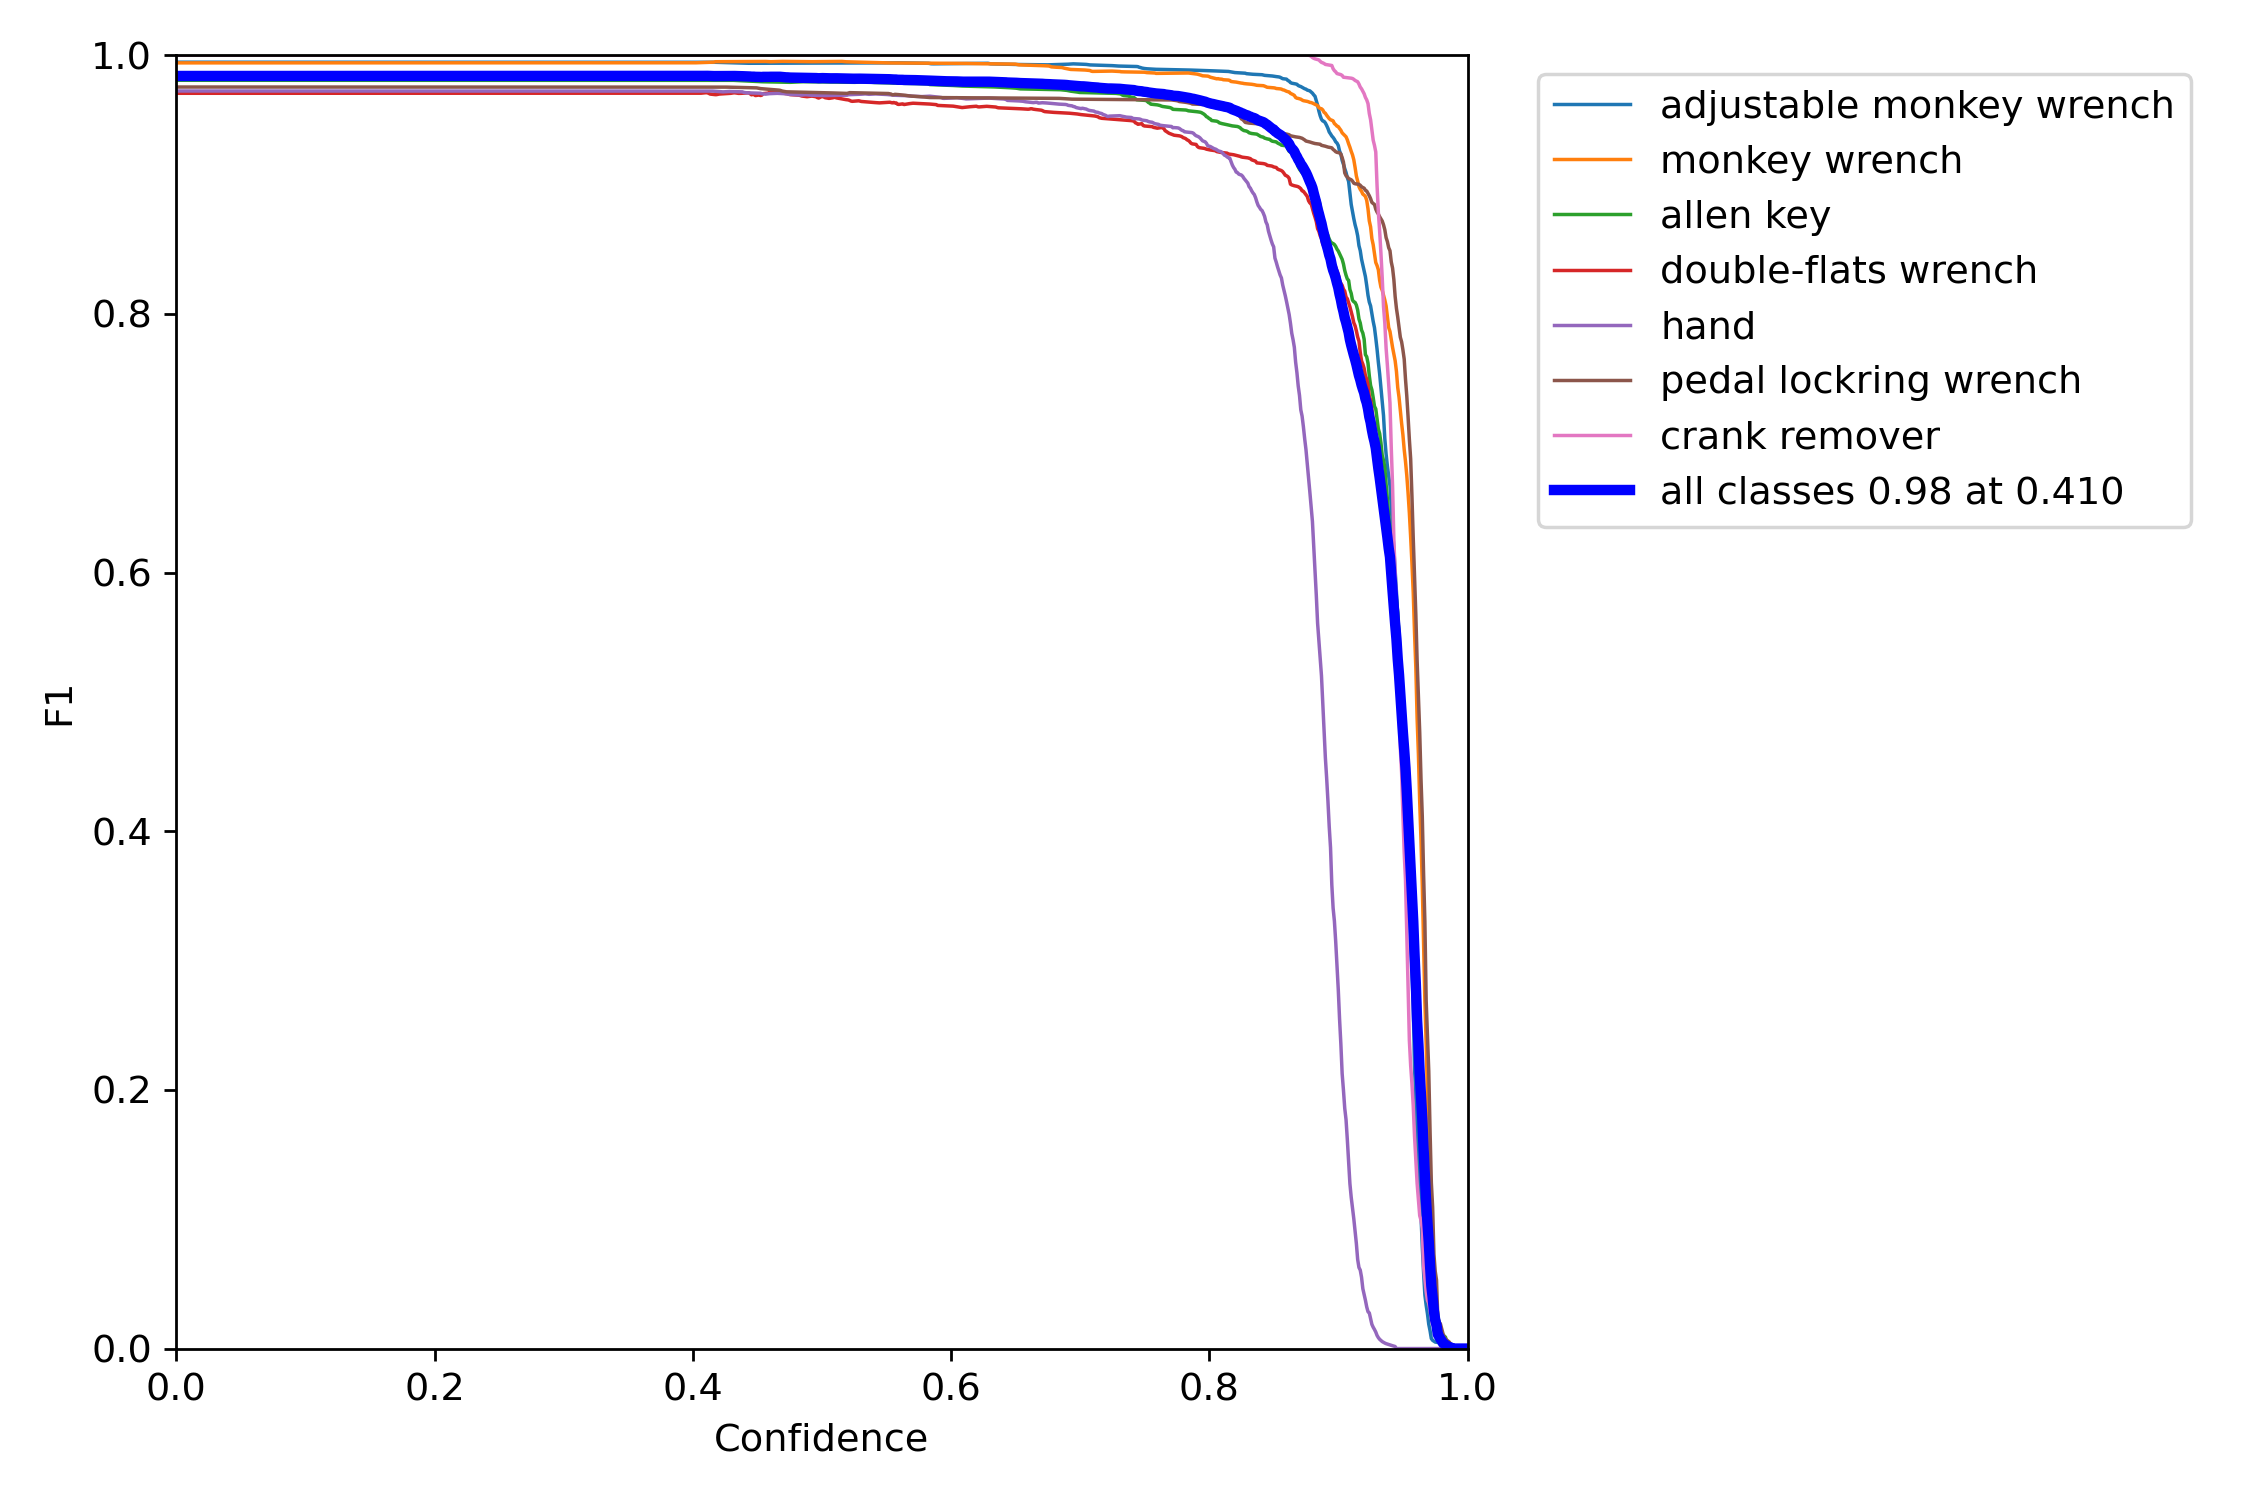 1.0
0.8
0.6
0.4
0.2
0.0
F1
0.0 0.2 0.4 0.6 0.8 1.0
Confidence
adjustable monkey wrench
monkey wrench
allen key
double-flats wrench
hand
pedal lockring wrench
crank remover
all classes 0.98 at 0.410